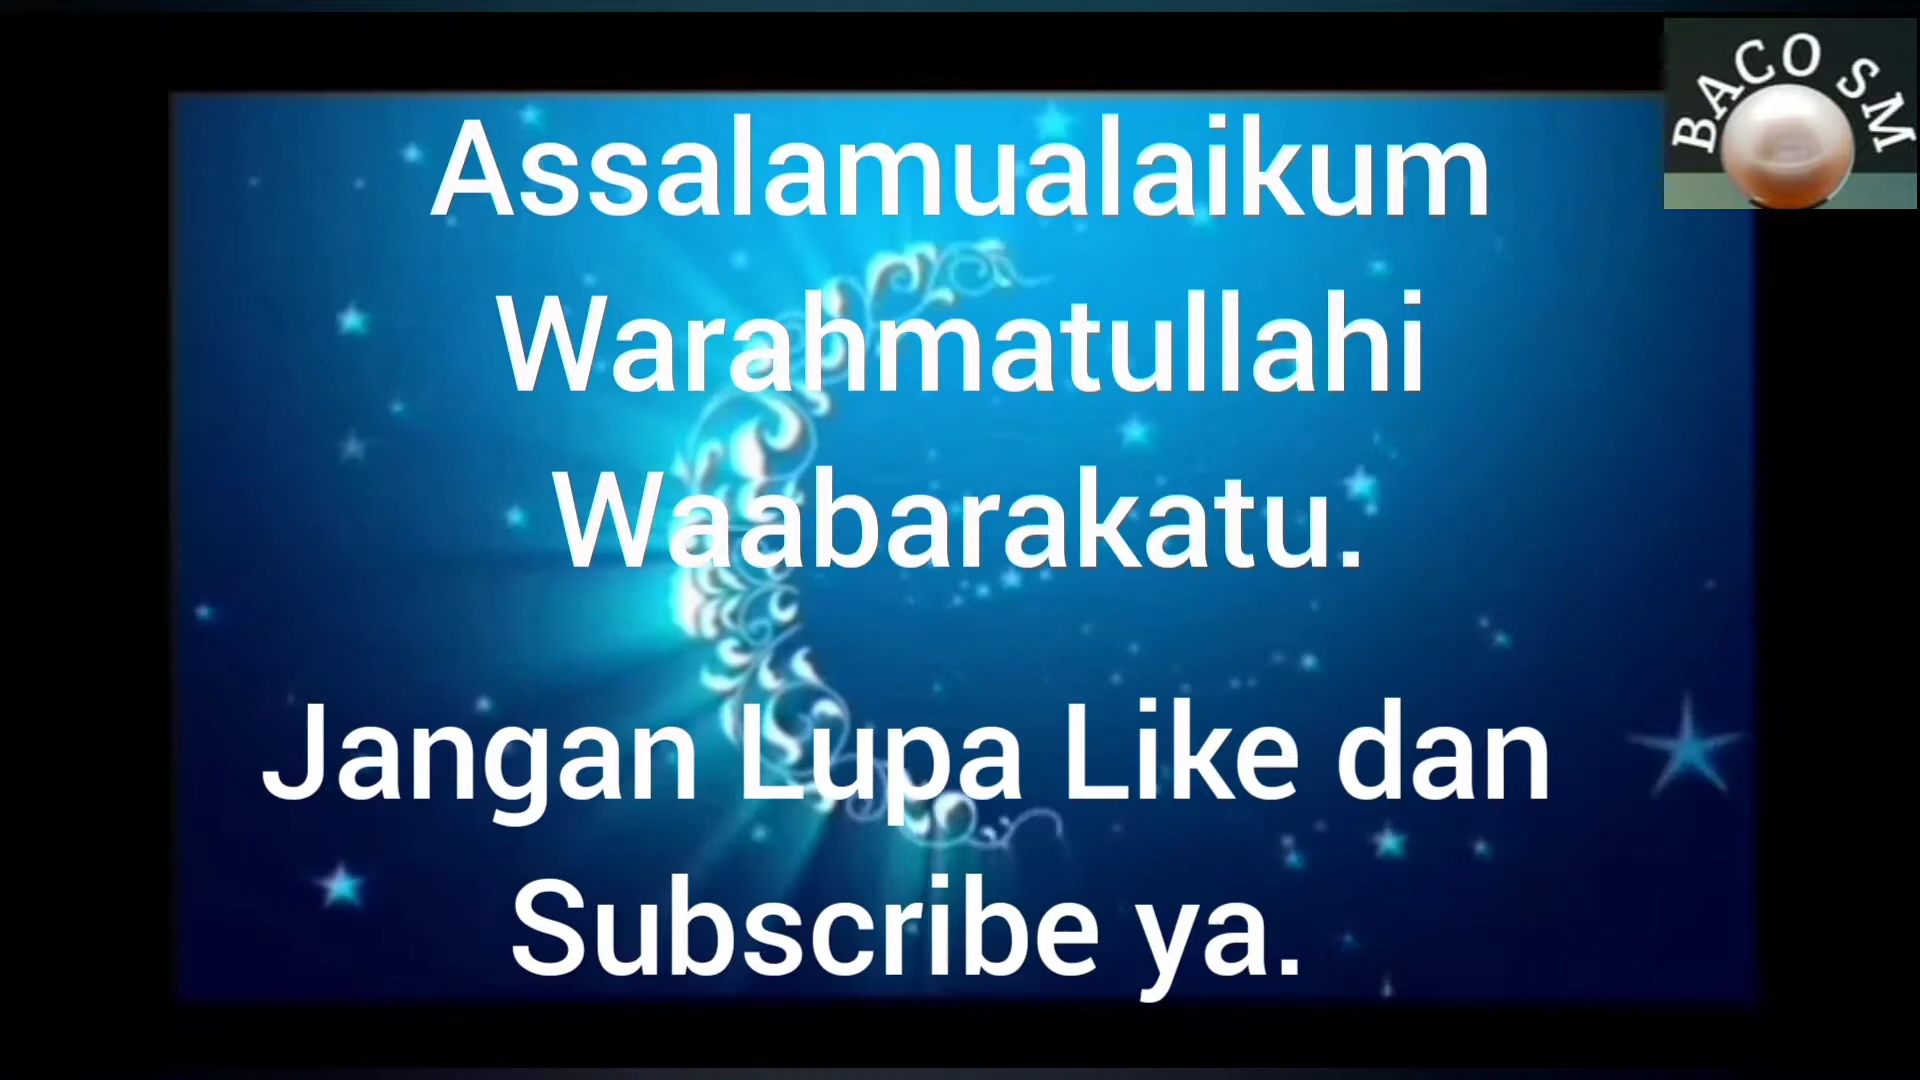 BACO SM
Assalamualaikum
Warahmatullahi
Waabarakatu.
Jangan Lupa Like dan
Subscribe ya.